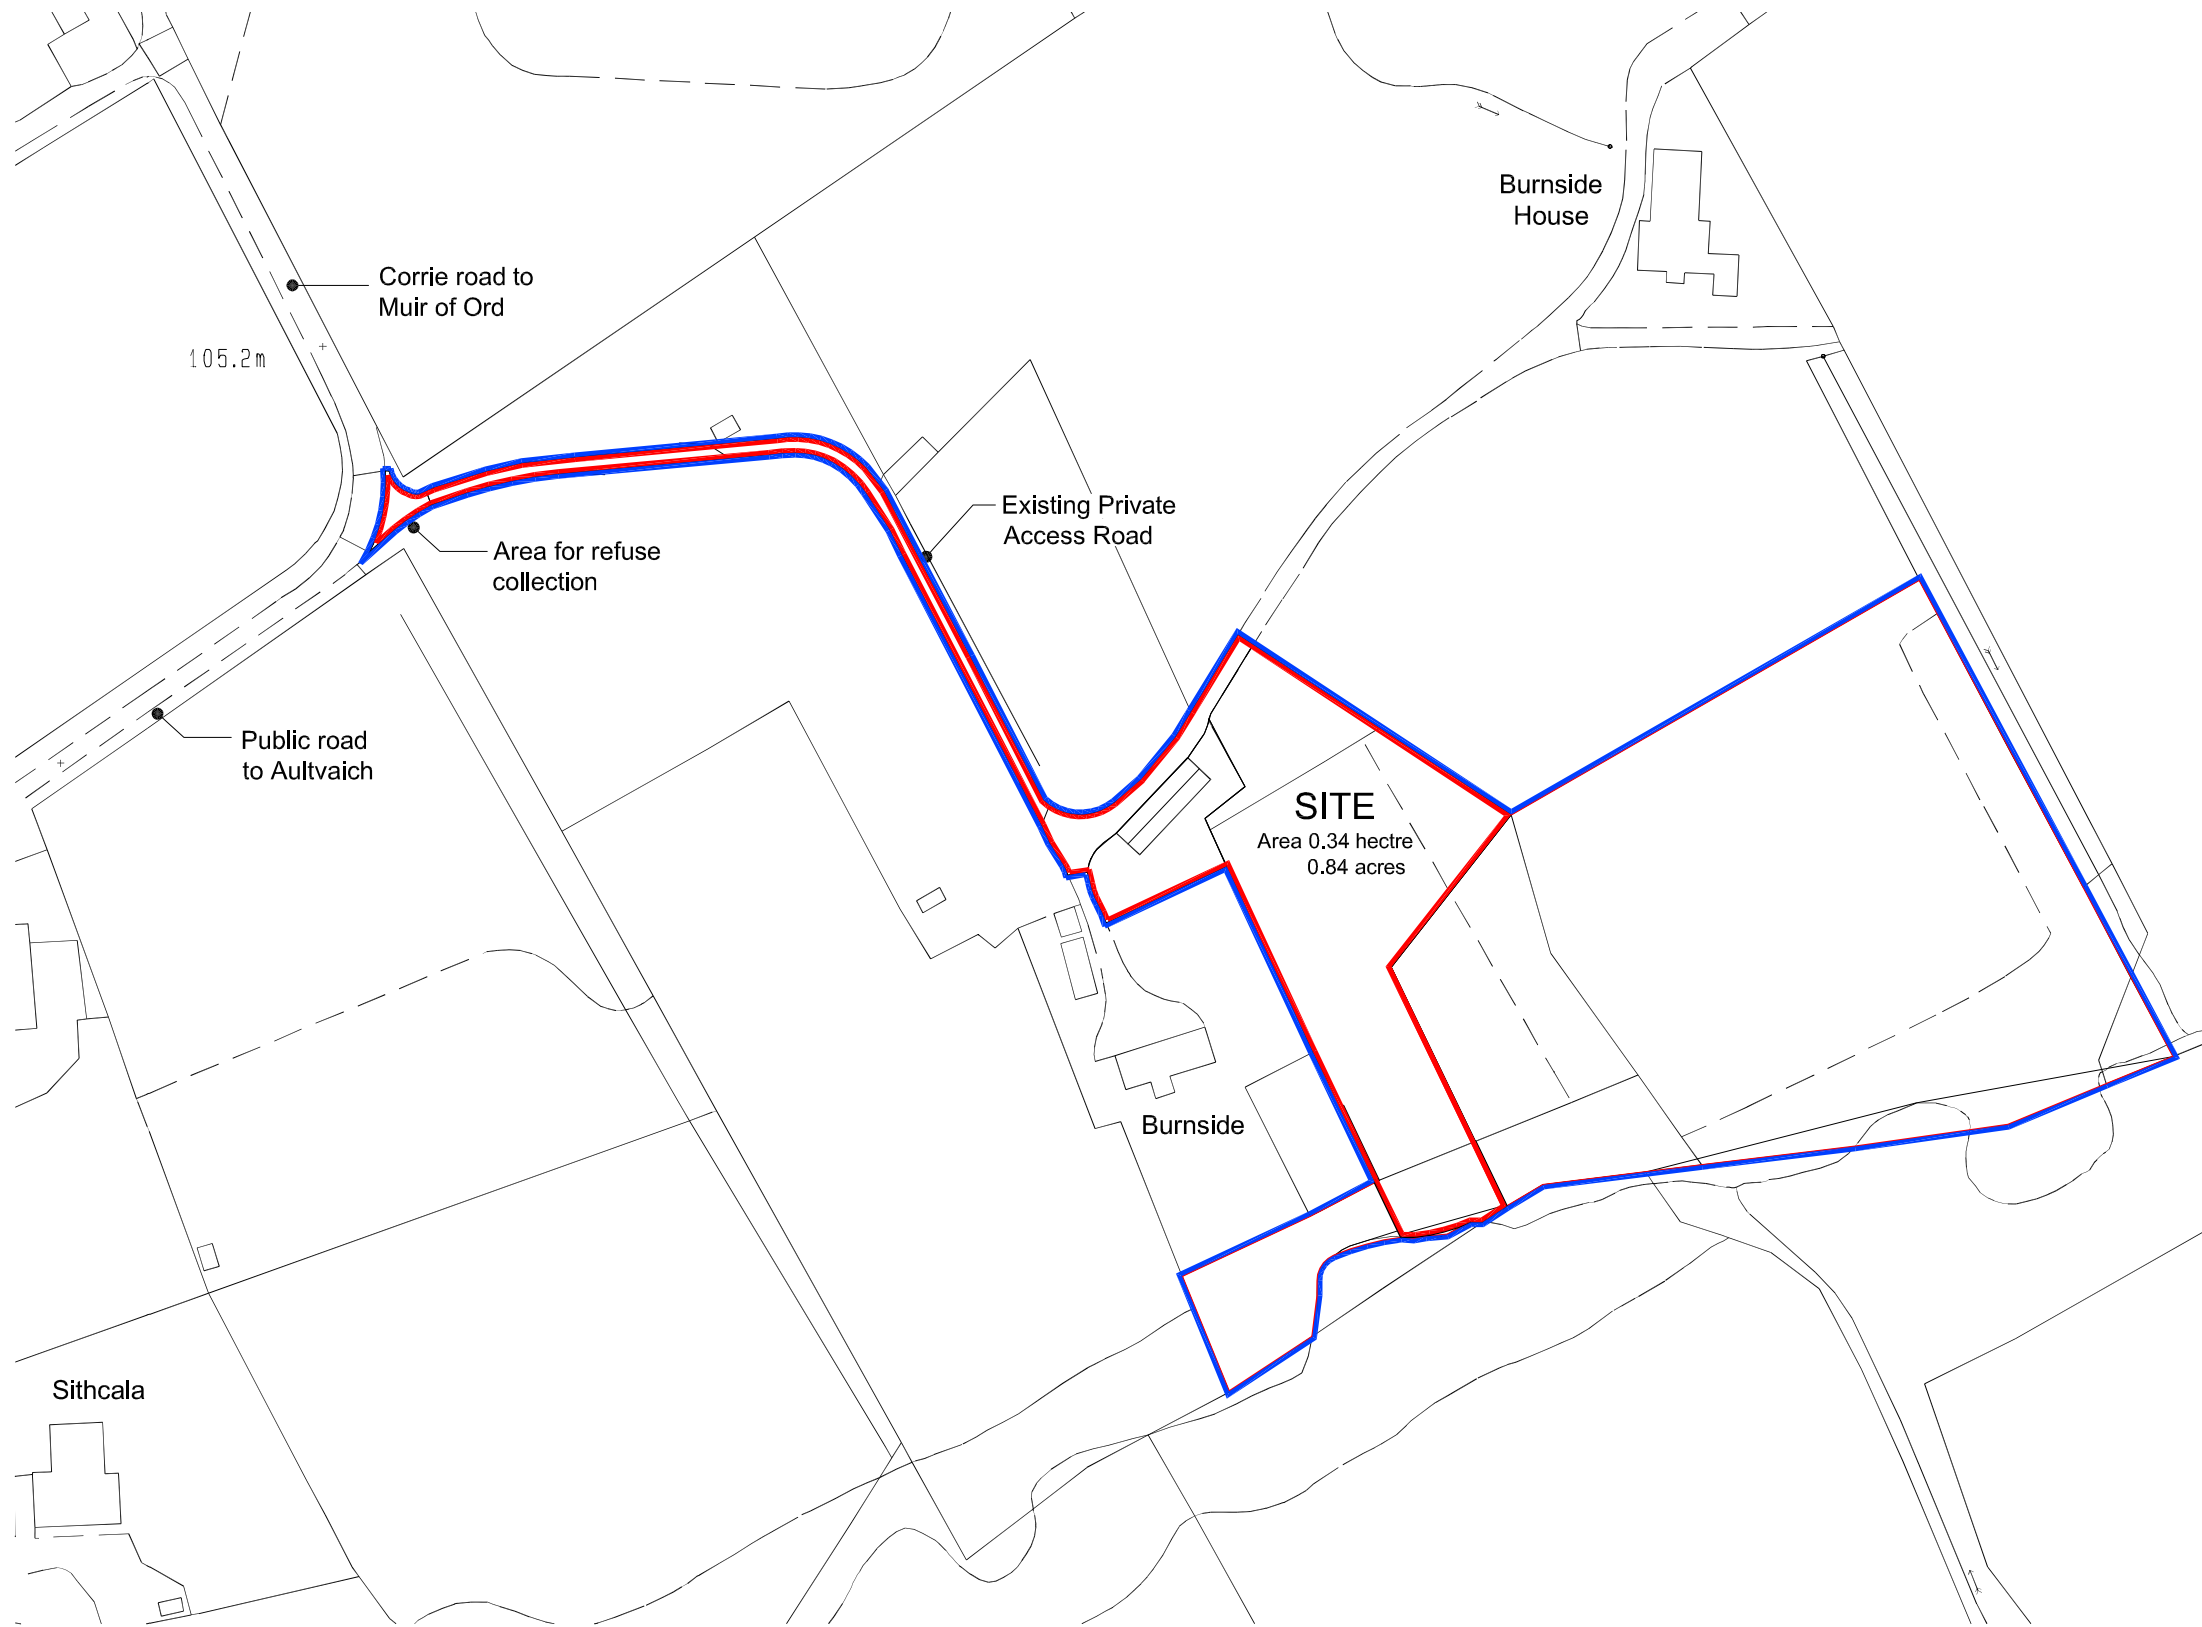 Burnside
House
Corrie road to
Muir of Ord
105.2m
Existing Private
Access Road
Area for refuse
collection
Public road
to Aultvaich
SITE
Area 0.34 hectre
0.84 acres
Burnside
Sithcala